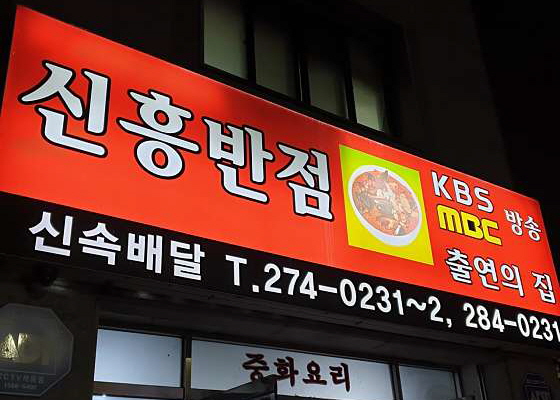 신흥반점
KBS
MBC 방송
출연의 집
신속배달 T.274-0231~2, 284-0231
중화요리